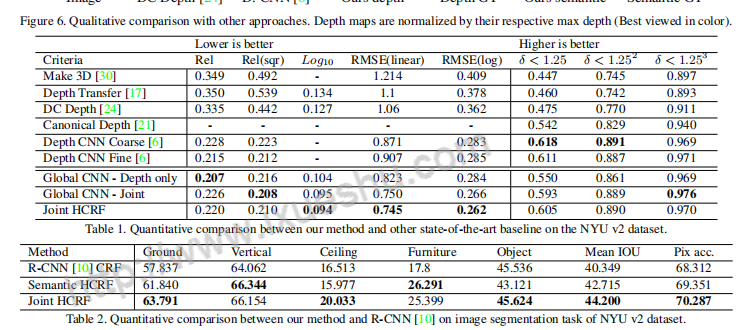 Figure 6. Qualitative comparison with other approaches. Depth maps are normalized by their respective max depth (Best viewed in color).
Lower is better Higher is better
Criteria Rel Rel(sqr) Log10 RMSE(linear) RMSE(log) δ < 1.25 δ < 1.25² δ < 1.25³
Make 3D [30] 0.349 0.492 - 1.214 0.409 0.447 0.745 0.897
Depth Transfer [17] 0.350 0.539 0.134 1.1 0.378 0.460 0.742 0.893
DC Depth [24] 0.335 0.442 0.127 1.06 0.362 0.475 0.770 0.911
Canonical Depth [21] - - - - - 0.542 0.829 0.940
Depth CNN Coarse [6] 0.228 0.223 - 0.871 0.283 0.618 0.891 0.969
Depth CNN Fine [6] 0.215 0.212 - 0.907 0.285 0.611 0.887 0.971
Global CNN - Depth only 0.207 0.216 0.104 0.823 0.284 0.550 0.861 0.969
Global CNN - Joint 0.226 0.208 0.095 0.750 0.266 0.593 0.889 0.976
Joint HCRF 0.220 0.210 0.094 0.745 0.262 0.605 0.890 0.970
Table 1. Quantitative comparison between our method and other state-of-the-art baseline on the NYU v2 dataset.
Method Ground Vertical Ceiling Furniture Object Mean IOU Pix acc.
R-CNN [10] CRF 57.837 64.062 16.513 17.8 45.536 40.349 68.312
Semantic HCRF 61.840 66.344 15.977 26.291 43.121 42.715 69.351
Joint HCRF 63.791 66.154 20.033 25.399 45.624 44.200 70.287
Table 2. Quantitative comparison between our method and R-CNN [10] on image segmentation task of NYU v2 dataset.